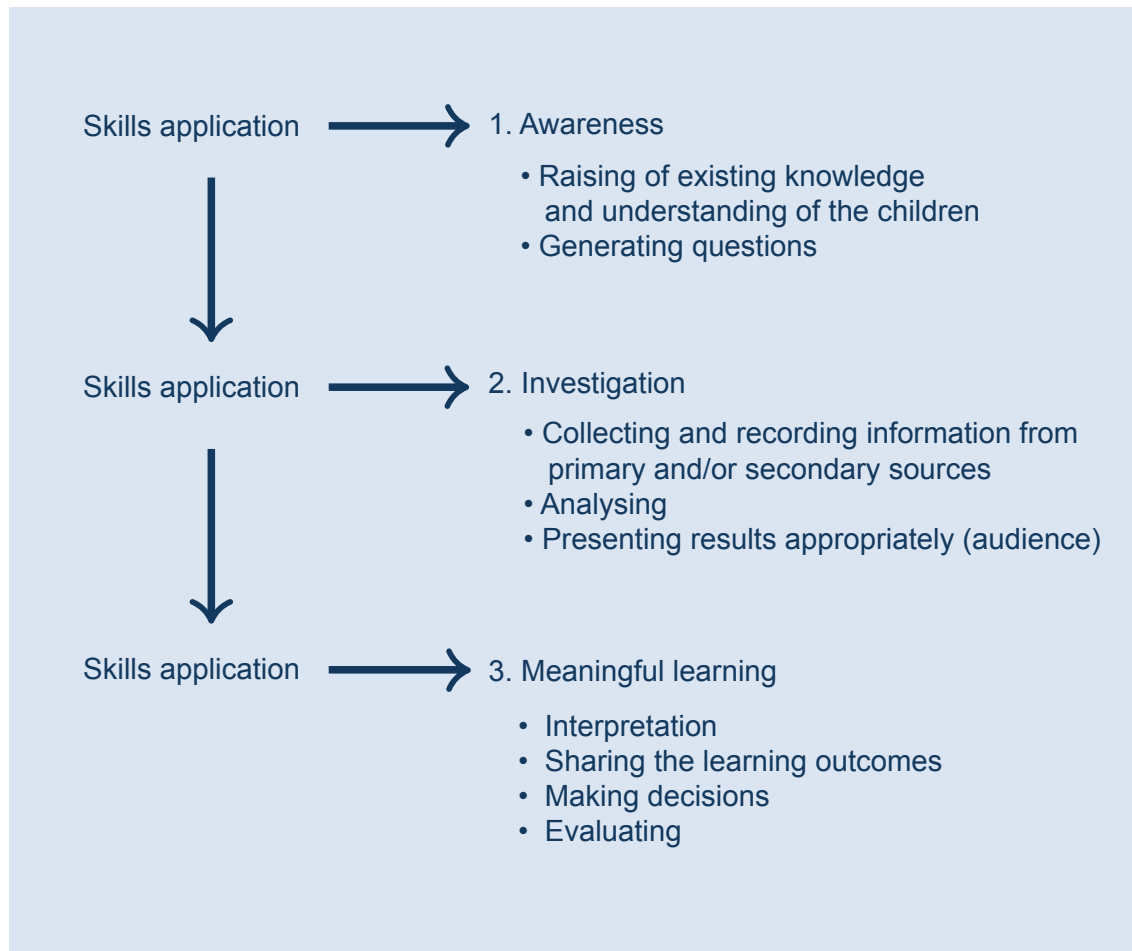 Skills application
1. Awareness
• Raising of existing knowledge
and understanding of the children
• Generating questions
Skills application
2. Investigation
• Collecting and recording information from
primary and/or secondary sources
• Analysing
• Presenting results appropriately (audience)
Skills application
3. Meaningful learning
• Interpretation
• Sharing the learning outcomes
• Making decisions
• Evaluating